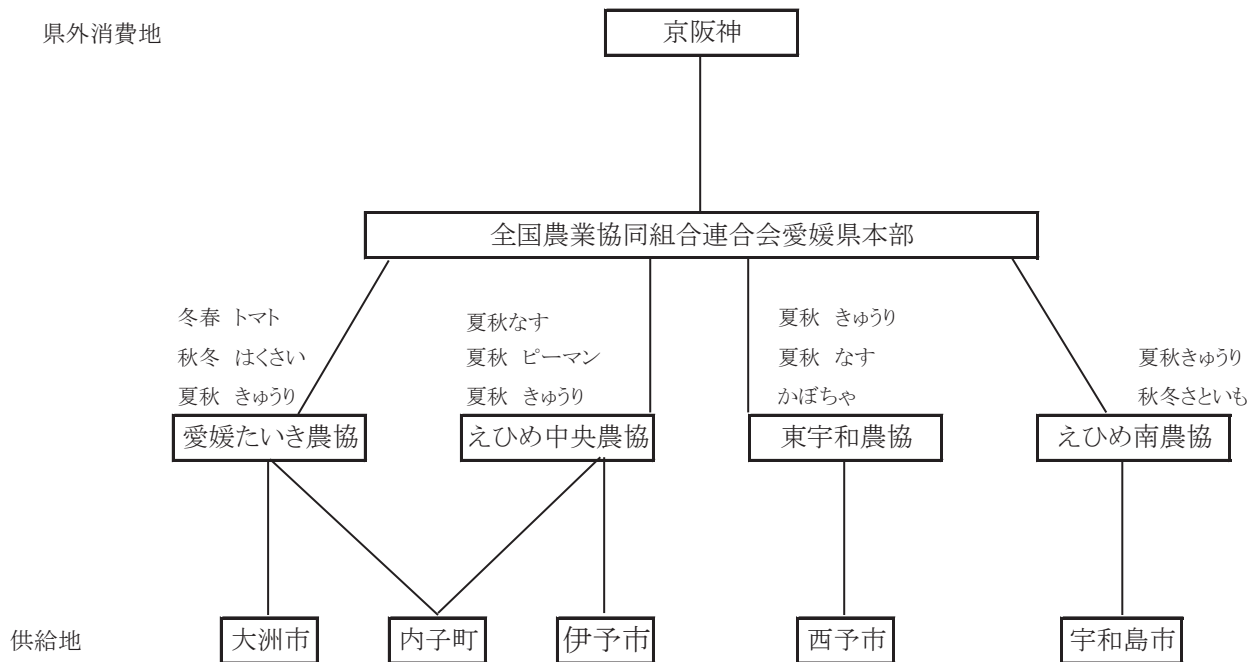 県外消費地
京阪神
全国農業協同組合連合会愛媛県本部
冬春 トマト
秋冬 はくさい
夏秋 きゅうり
愛媛たいき農協
夏秋なす
夏秋 ピーマン
夏秋 きゅうり
えひめ中央農協
夏秋 きゅうり
夏秋 なす
かぼちゃ
東宇和農協
夏秋きゅうり
秋冬さといも
えひめ南農協
供給地
大洲市
内子町
伊予市
西予市
宇和島市